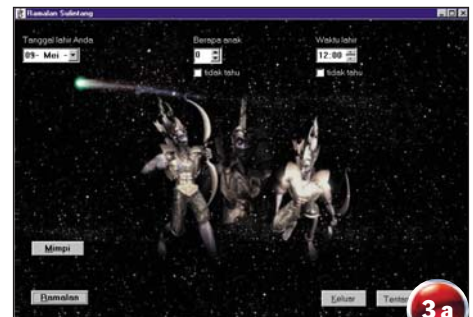 Ramalan Sulintang
Tanggal lahir Anda
Berapa anak
Waktu lahir
09- Mei -
0
12:00
tidak tahu
tidak tahu
Mimpi
Ramalan
Keluar
3a